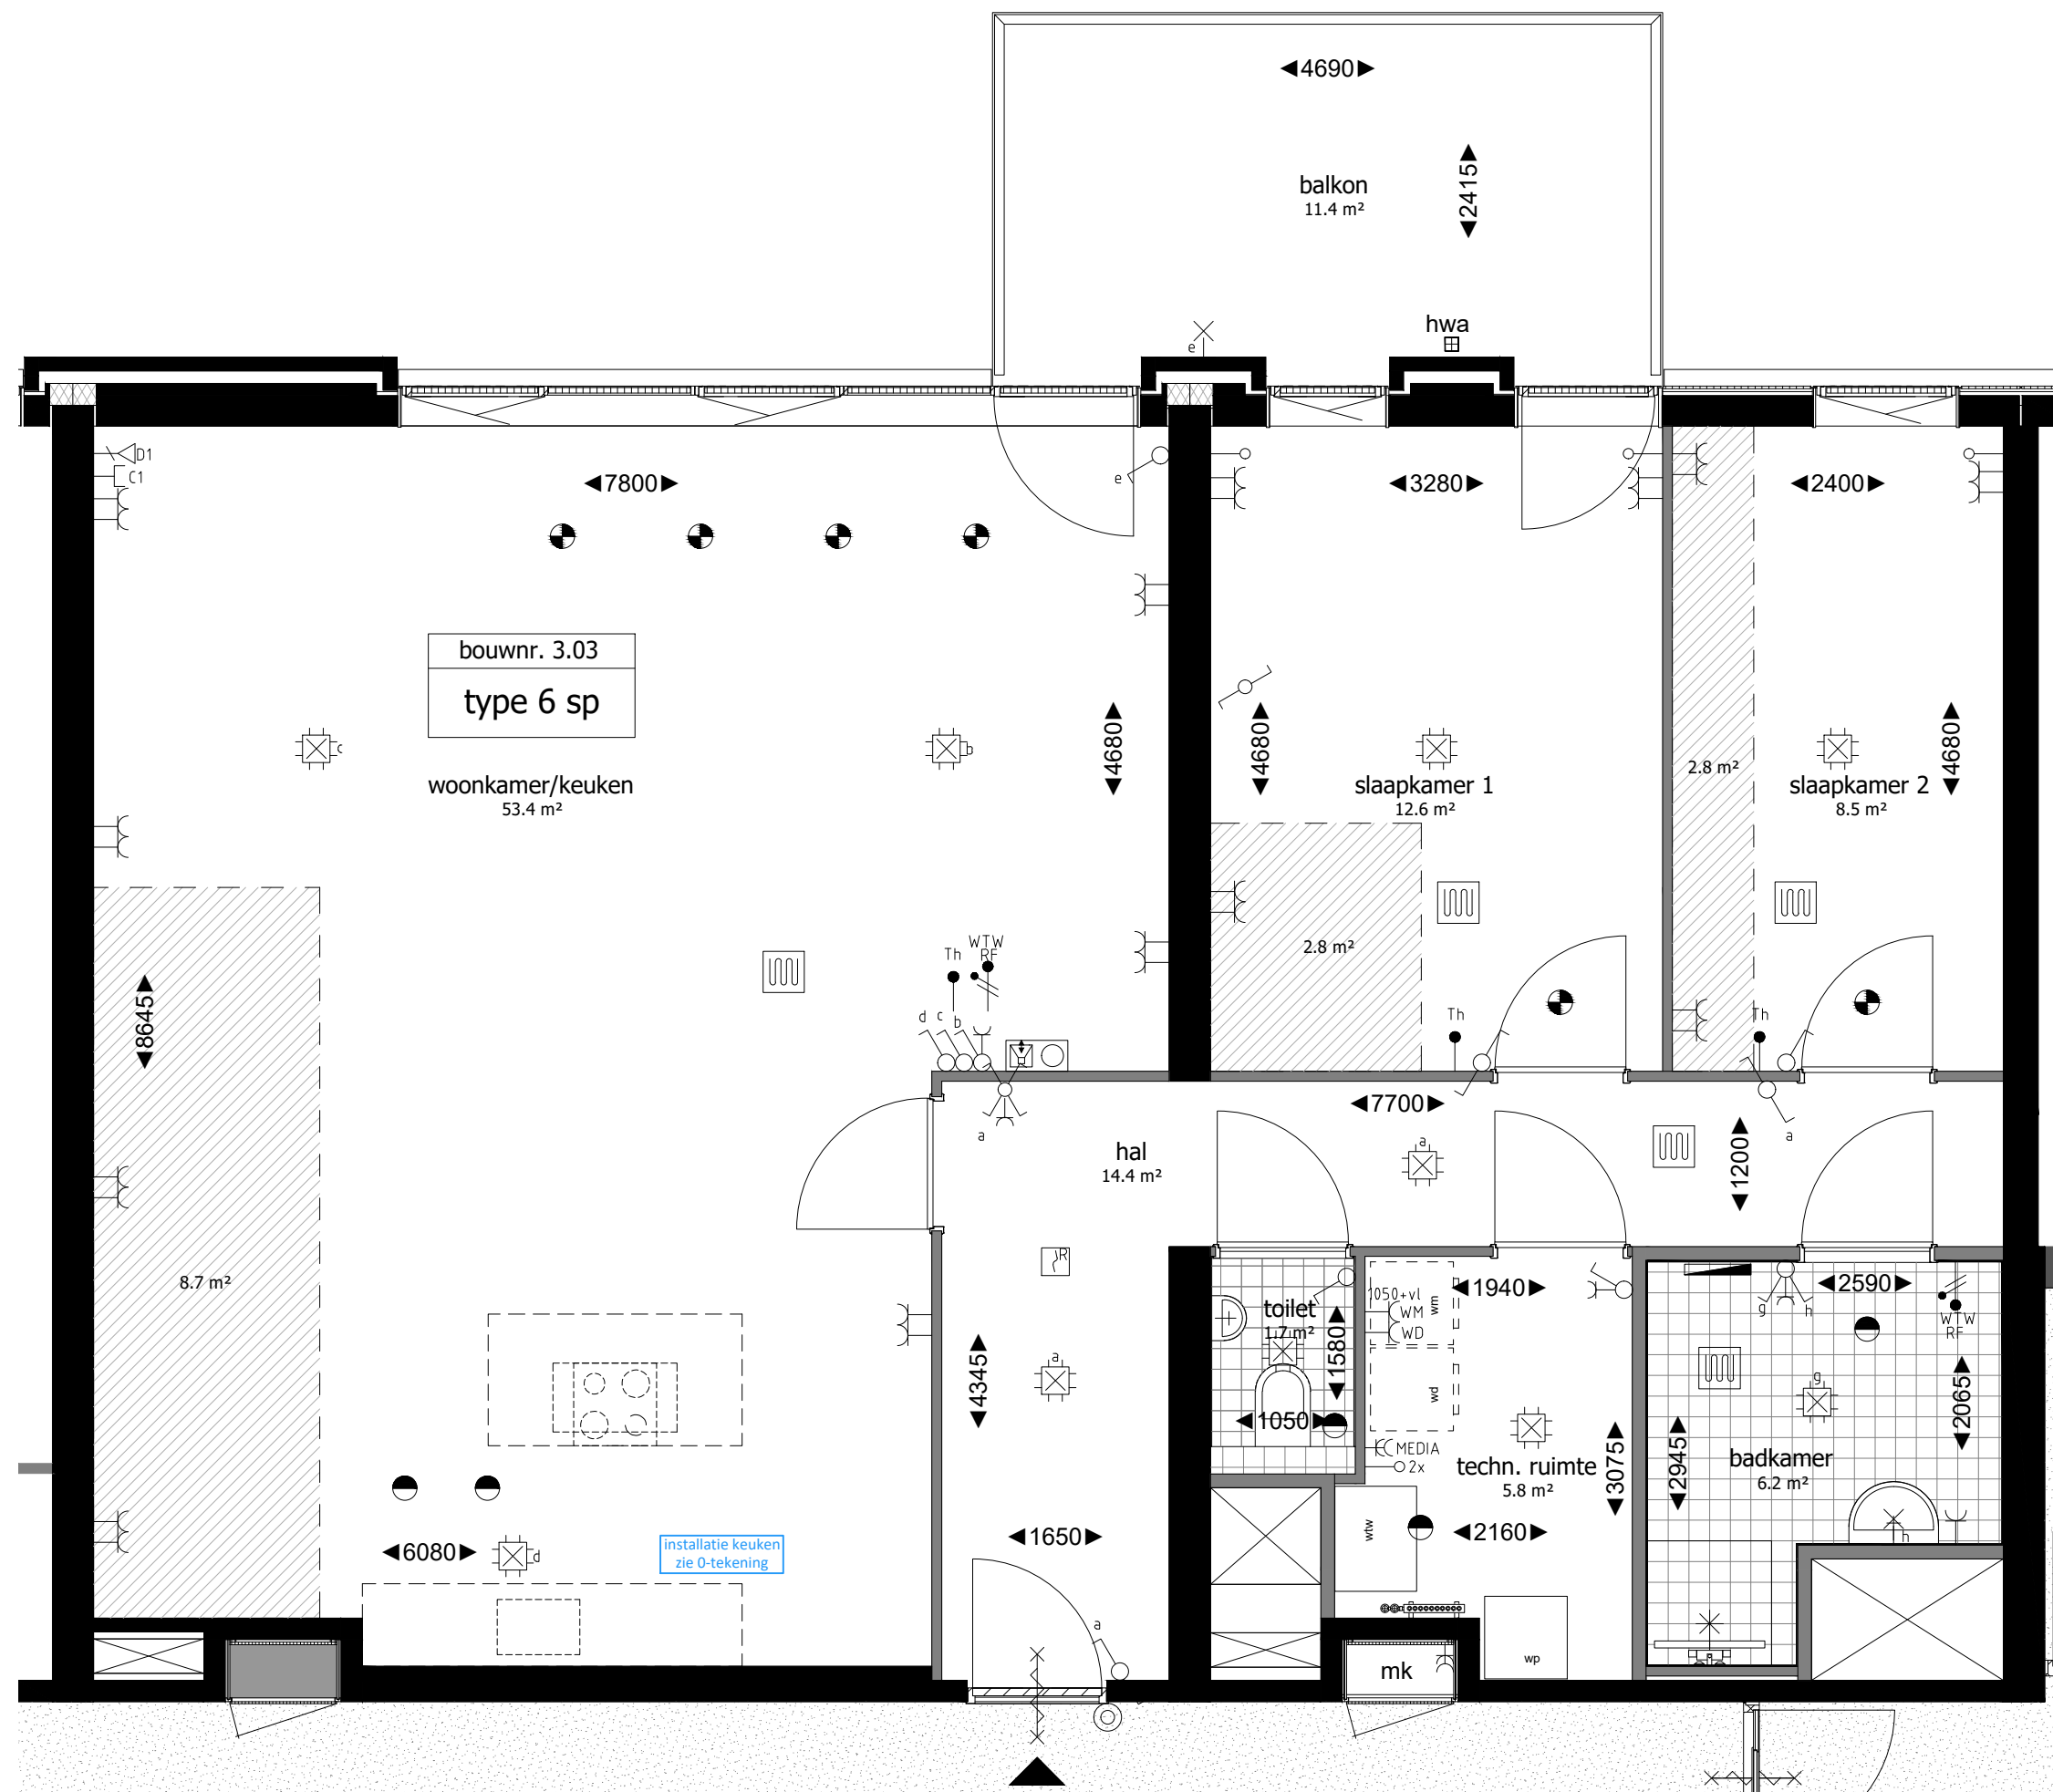 ◄4690►
balkon
11.4 m²
◄2415►
hwa
e
D1
C1
◄7800►
e
◄3280►
◄2400►
bouwnr. 3.03
type 6 sp
c
b
◄4680►
◄4680►
◄4680►
woonkamer/keuken
53.4 m²
slaapkamer 1
12.6 m²
2.8 m²
slaapkamer 2
8.5 m²
2.8 m²
Th
WTW
RF
◄8645►
d c b
Th
Th
a
◄7700►
hal
14.4 m²
a
a
◄1200►
R
8.7 m²
toilet
1.7 m²
◄1580►
◄1050►
1050+vl
WM
WD
wm
wd
◄1940►
g
h
◄2590►
WTW
RF
◄4345►
a
g
◄2065►
MEDIA
2x
techn. ruimte
5.8 m²
◄3075►
◄2945►
badkamer
6.2 m²
h
◄6080►
d
installatie keuken
zie 0-tekening
◄1650►
wtw
◄2160►
a
mk
wp